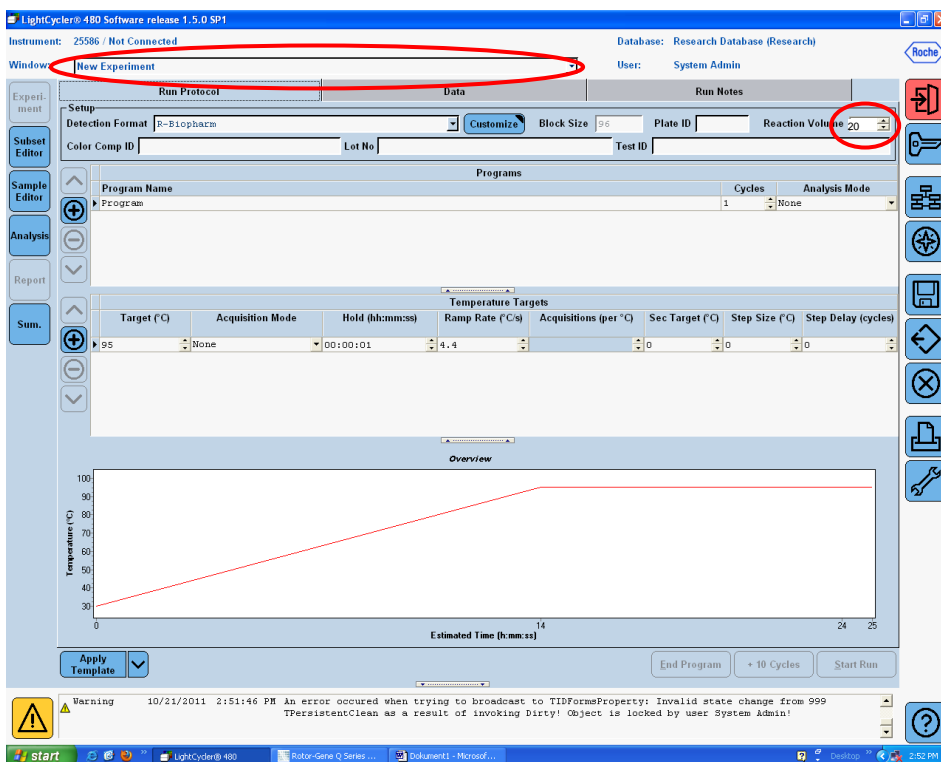 LightCycler® 480 Software release 1.5.0 SP1
Instrument: 25586 / Not Connected
Database: Research Database (Research)
Window: New Experiment
User: System Admin
Roche
Experi-
ment
Subset
Editor
Sample
Editor
Analysis
Report
Sum.
Run Protocol Data Run Notes
Setup
Detection Format R-Biopharm Customize Block Size 96 Plate ID Reaction Volume 20
Color Comp ID Lot No Test ID
Programs
Program Name Cycles Analysis Mode
Program 1 None
Temperature Targets
Target (°C) Acquisition Mode Hold (hh:mm:ss) Ramp Rate (°C/s) Acquisitions (per °C) Sec Target (°C) Step Size (°C) Step Delay (cycles)
95 None 00:00:01 4.4 0 0 0
Overview
Temperature (°C)
100
90
80
70
60
50
40
30
0 14 24 25
Estimated Time (h:mm:ss)
Apply
Template
End Program + 10 Cycles Start Run
Warning 10/21/2011 2:51:46 PM An error occured when trying to broadcast to TIDFormsProperty: Invalid state change from 999
TPersistentClean as a result of invoking Dirty! Object is locked by user System Admin!
start LightCycler® 480 Rotor-Gene Q Series ... Dokument1 - Microsof... Desktop 2:52 PM